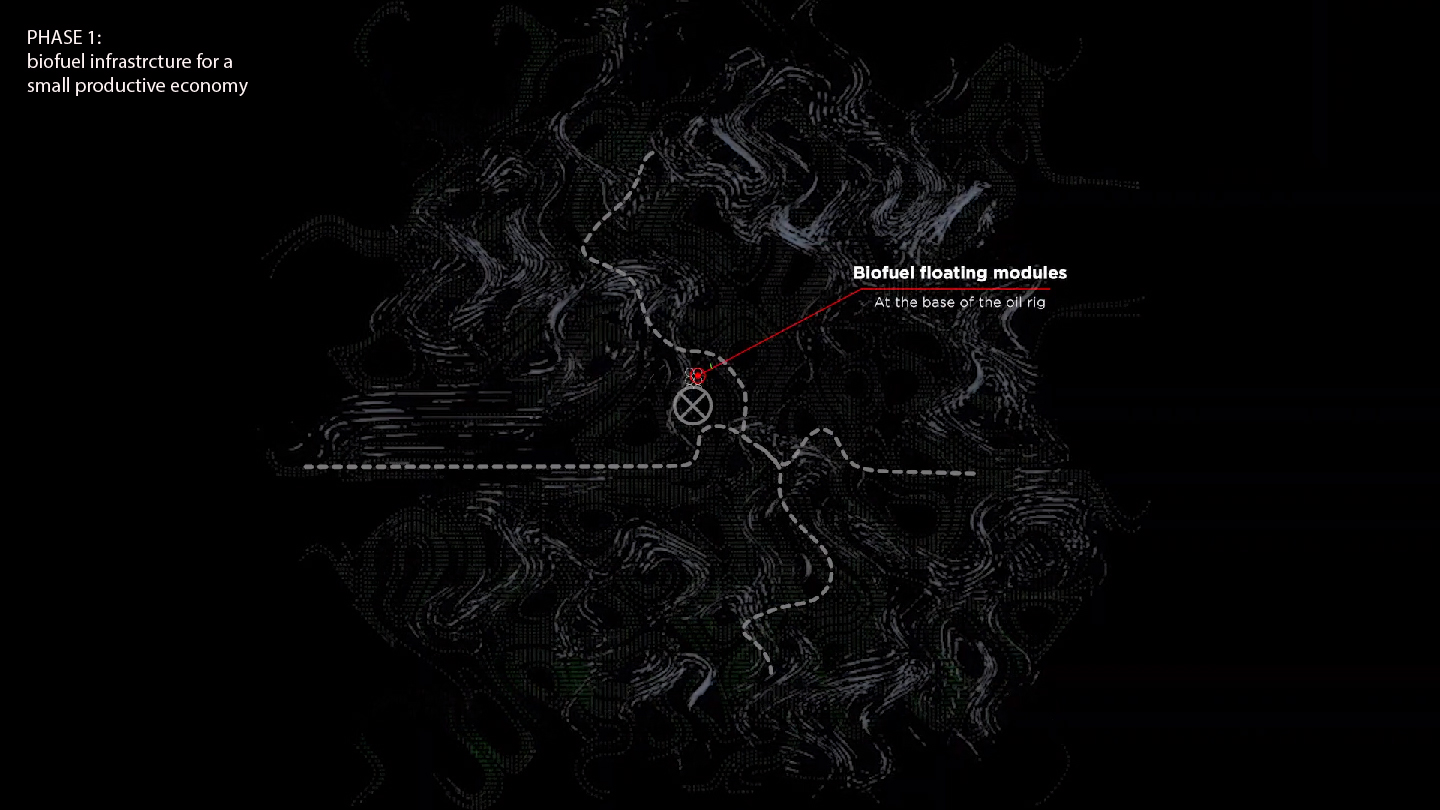 PHASE 1:
biofuel infrastrcture for a
small productive economy
Biofuel floating modules
At the base of the oil rig